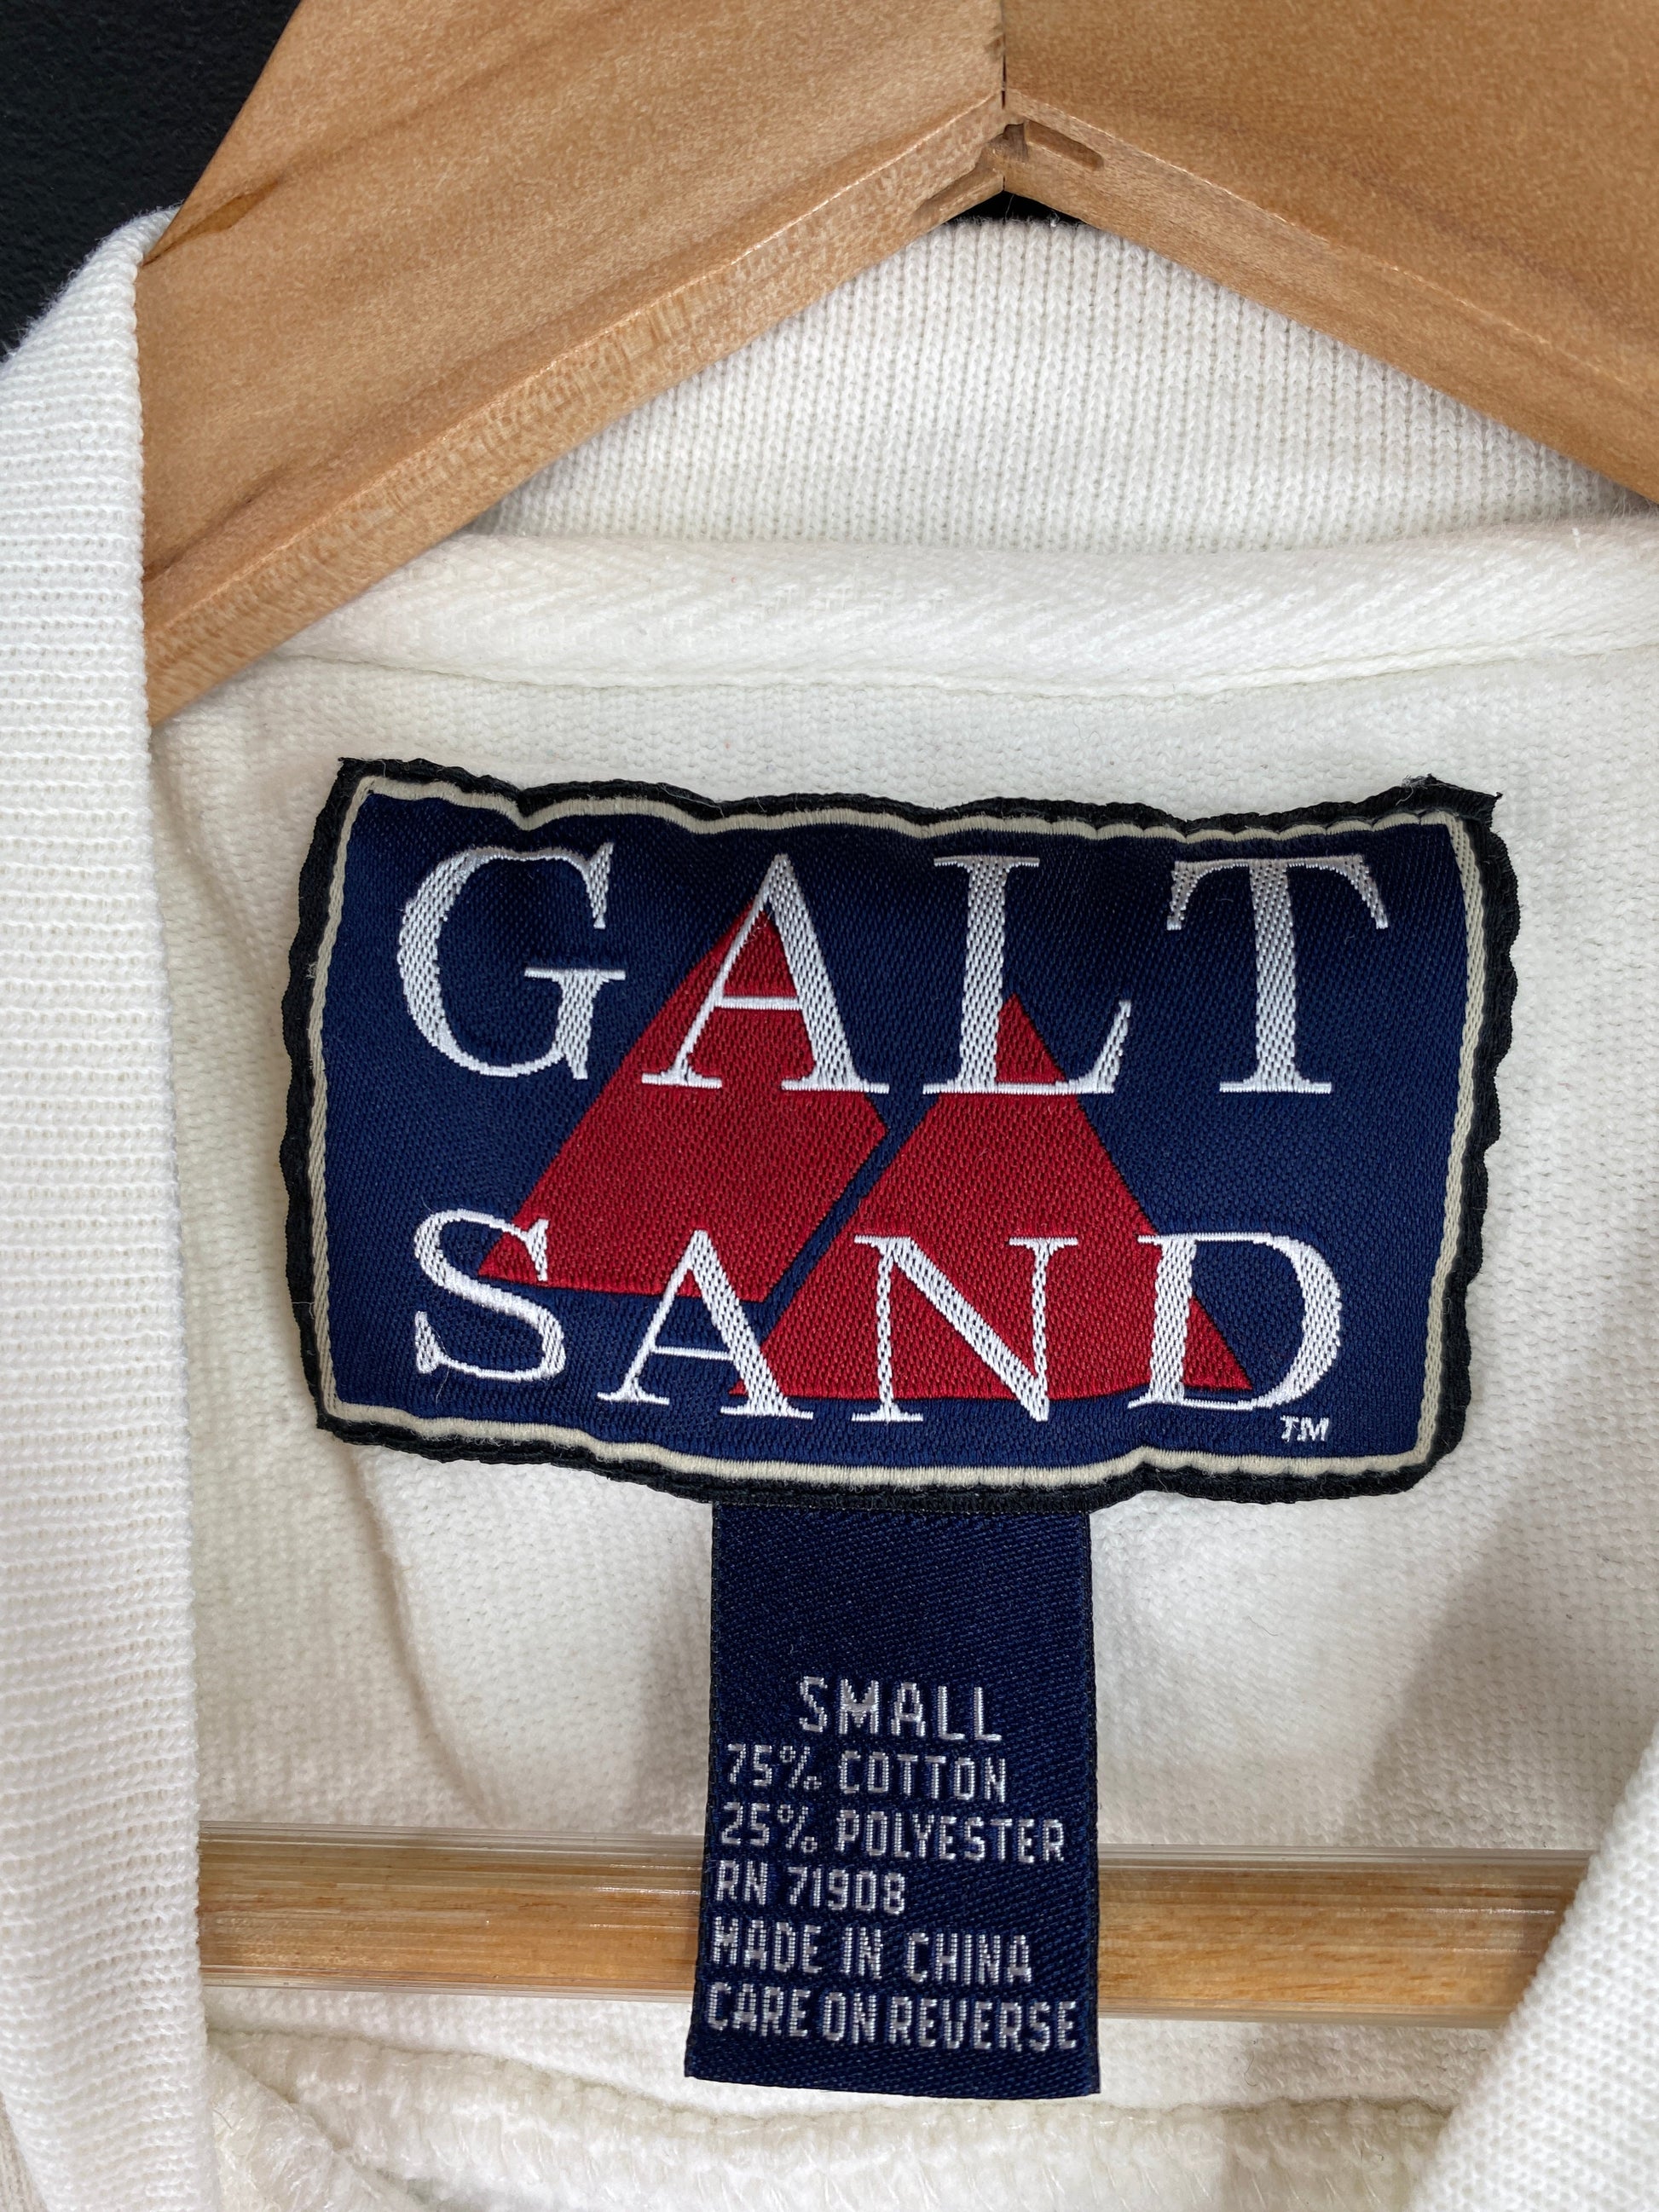 GALT
SAND
TM
SMALL
75% COTTON
25% POLYESTER
RN 71908
MADE IN CHINA
CARE ON REVERSE